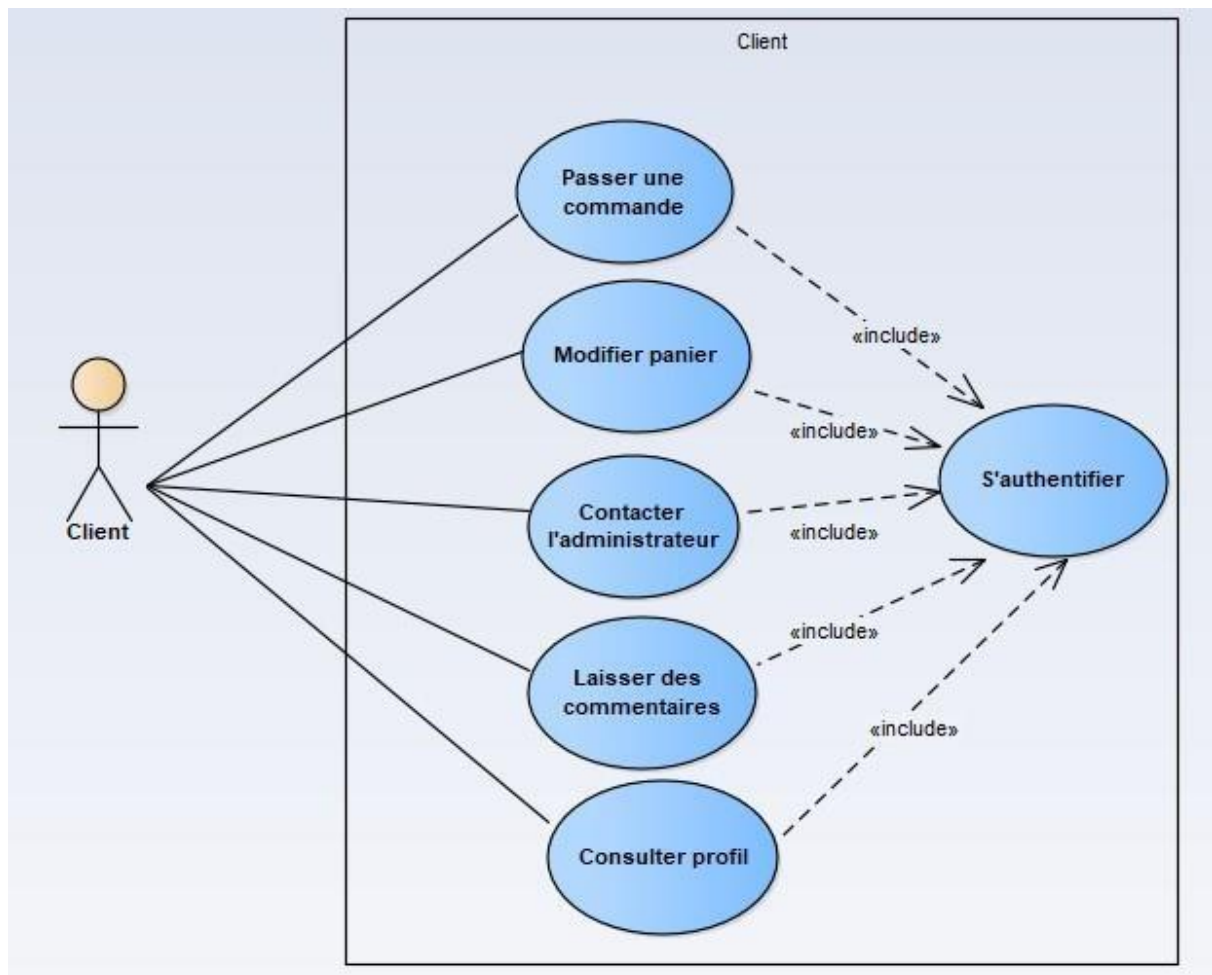 Client
Passer une
commande
«include»
Modifier panier
«include»
S'authentifier
Contacter
l'administrateur
«include»
Client
«include»
Laisser des
commentaires
«include»
Consulter profil